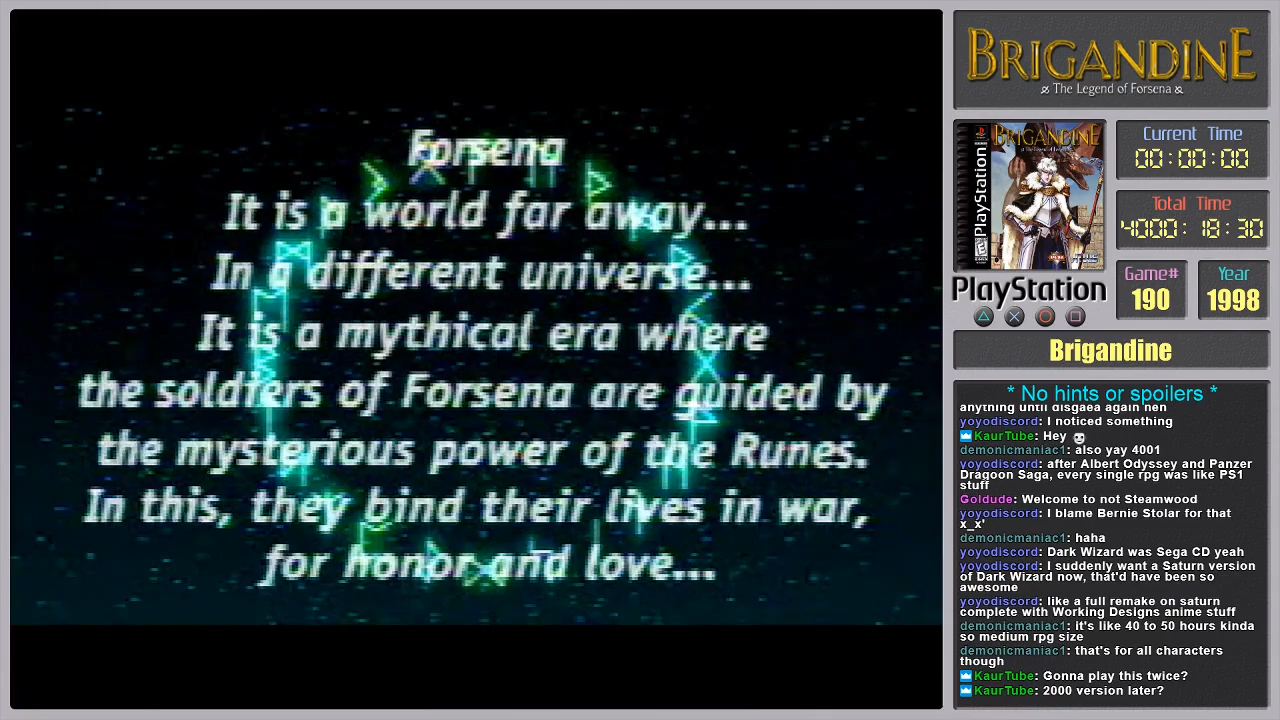 Forsena
It is a world far away...
In a different universe...
It is a mythical era where
the soldiers of Forsena are guided by
the mysterious power of the Runes.
In this, they bind their lives in war,
for honor and love...
BRIGANDINE
The Legend of Forsena
PlayStation
BRIGANDINE
Current Time
00:00:00
Total Time
4000:18:30
PlayStation
Game#
190
Year
1998
Brigandine
* No hints or spoilers *
anything until disgaea again heh
yoyodiscord: I noticed something
KaurTube: Hey
demonicmaniac1: also yay 4001
yoyodiscord: after Albert Odyssey and Panzer
Dragoon Saga, every single rpg was like PS1
stuff
Goldude: Welcome to not Steamwood
yoyodiscord: I blame Bernie Stolar for that
x_x'
demonicmaniac1: haha
yoyodiscord: Dark Wizard was Sega CD yeah
yoyodiscord: I suddenly want a Saturn version
of Dark Wizard now, that'd have been so
awesome
yoyodiscord: like a full remake on saturn
complete with Working Designs anime stuff
demonicmaniac1: it's like 40 to 50 hours kinda
so medium rpg size
demonicmaniac1: that's for all characters
though
KaurTube: Gonna play this twice?
KaurTube: 2000 version later?